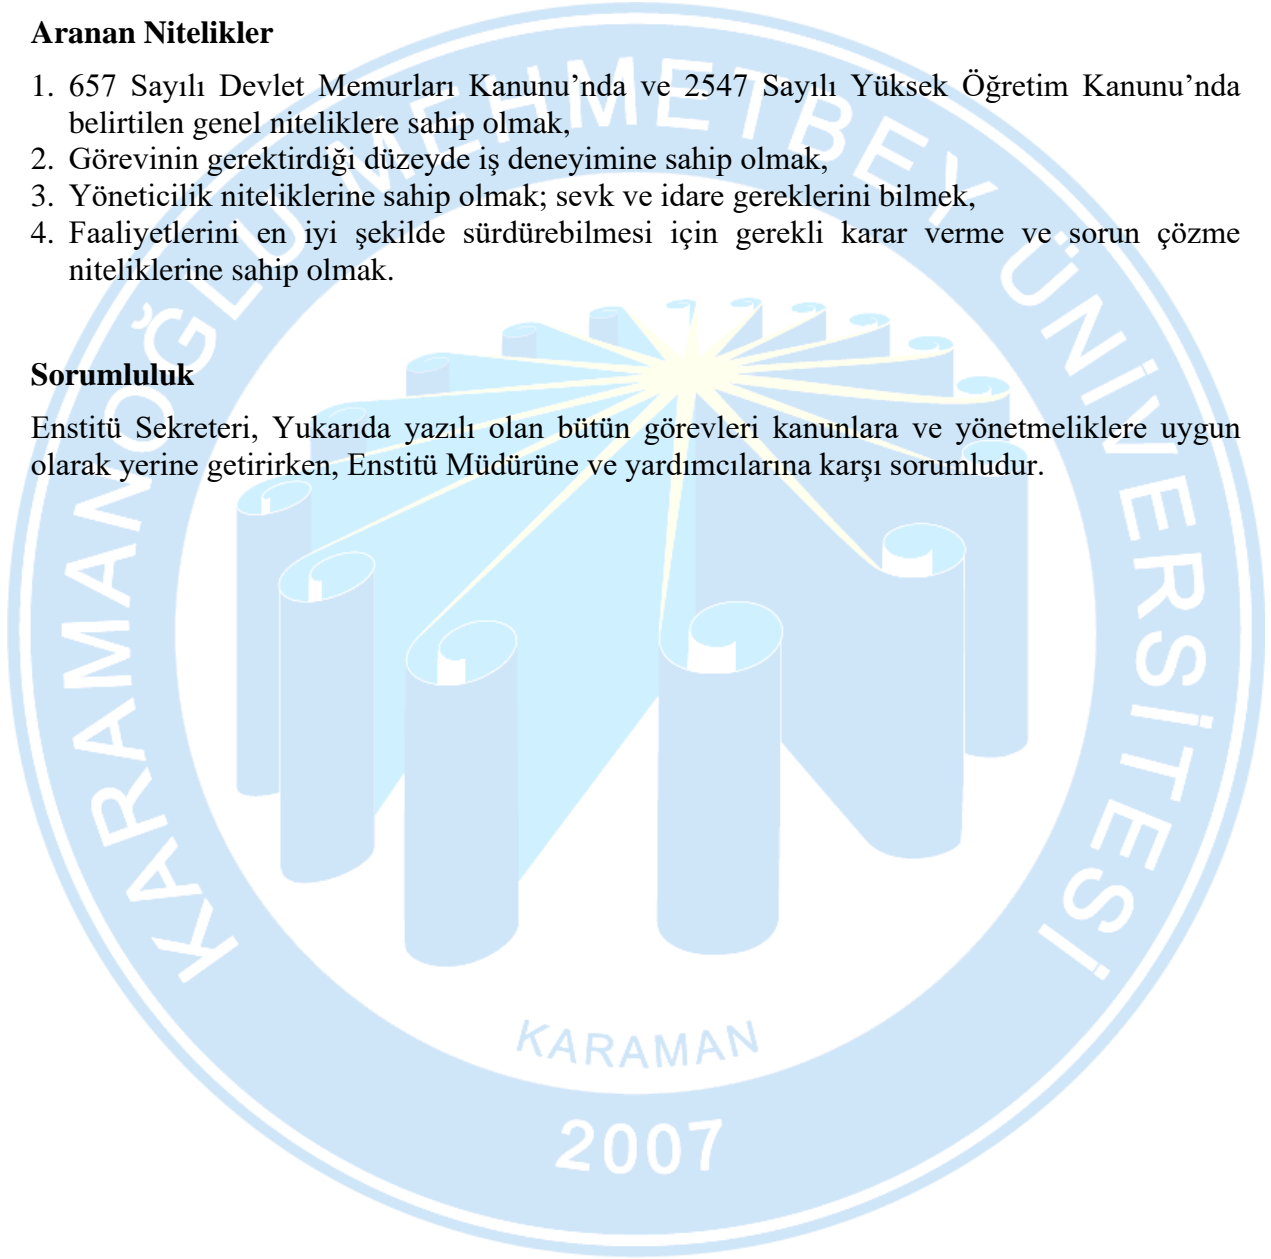 Aranan Nitelikler
1. 657 Sayılı Devlet Memurları Kanunu’nda ve 2547 Sayılı Yüksek Öğretim Kanunu’nda
belirtilen genel niteliklere sahip olmak,
2. Görevinin gerektirdiği düzeyde iş deneyimine sahip olmak,
3. Yöneticilik niteliklerine sahip olmak; sevk ve idare gereklerini bilmek,
4. Faaliyetlerini en iyi şekilde sürdürebilmesi için gerekli karar verme ve sorun çözme
niteliklerine sahip olmak.
Sorumluluk
Enstitü Sekreteri, Yukarıda yazılı olan bütün görevleri kanunlara ve yönetmeliklere uygun
olarak yerine getirirken, Enstitü Müdürüne ve yardımcılarına karşı sorumludur.
KARAMANOĞLU MEHMETBEY ÜNİVERSİTESİ
KARAMAN
2007